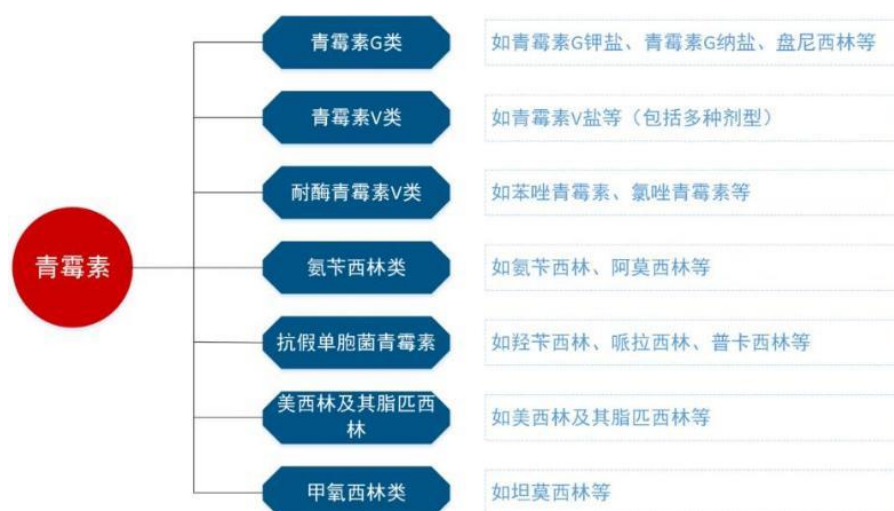 青霉素
青霉素G类
如青霉素G钾盐、青霉素G纳盐、盘尼西林等
青霉素V类
如青霉素V盐等（包括多种剂型）
耐酶青霉素V类
如苯唑青霉素、氯唑青霉素等
氨苄西林类
如氨苄西林、阿莫西林等
抗假单胞菌青霉素
如羟苄西林、哌拉西林、普卡西林等
美西林及其脂匹西
林
如美西林及其脂匹西林等
甲氧西林类
如坦莫西林等